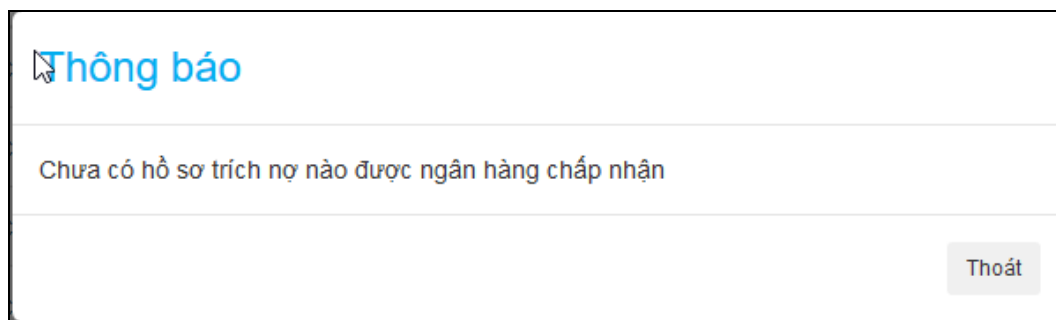 Thông báo
Chưa có hồ sơ trích nợ nào được ngân hàng chấp nhận
Thoát